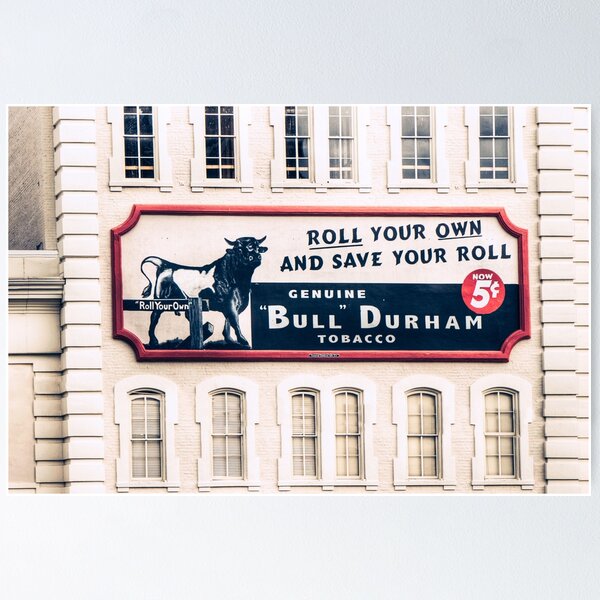 ROLL YOUR OWN
AND SAVE YOUR ROLL
NOW
5¢
GENUINE
"BULL" DURHAM
TOBACCO
"Roll Your Own"